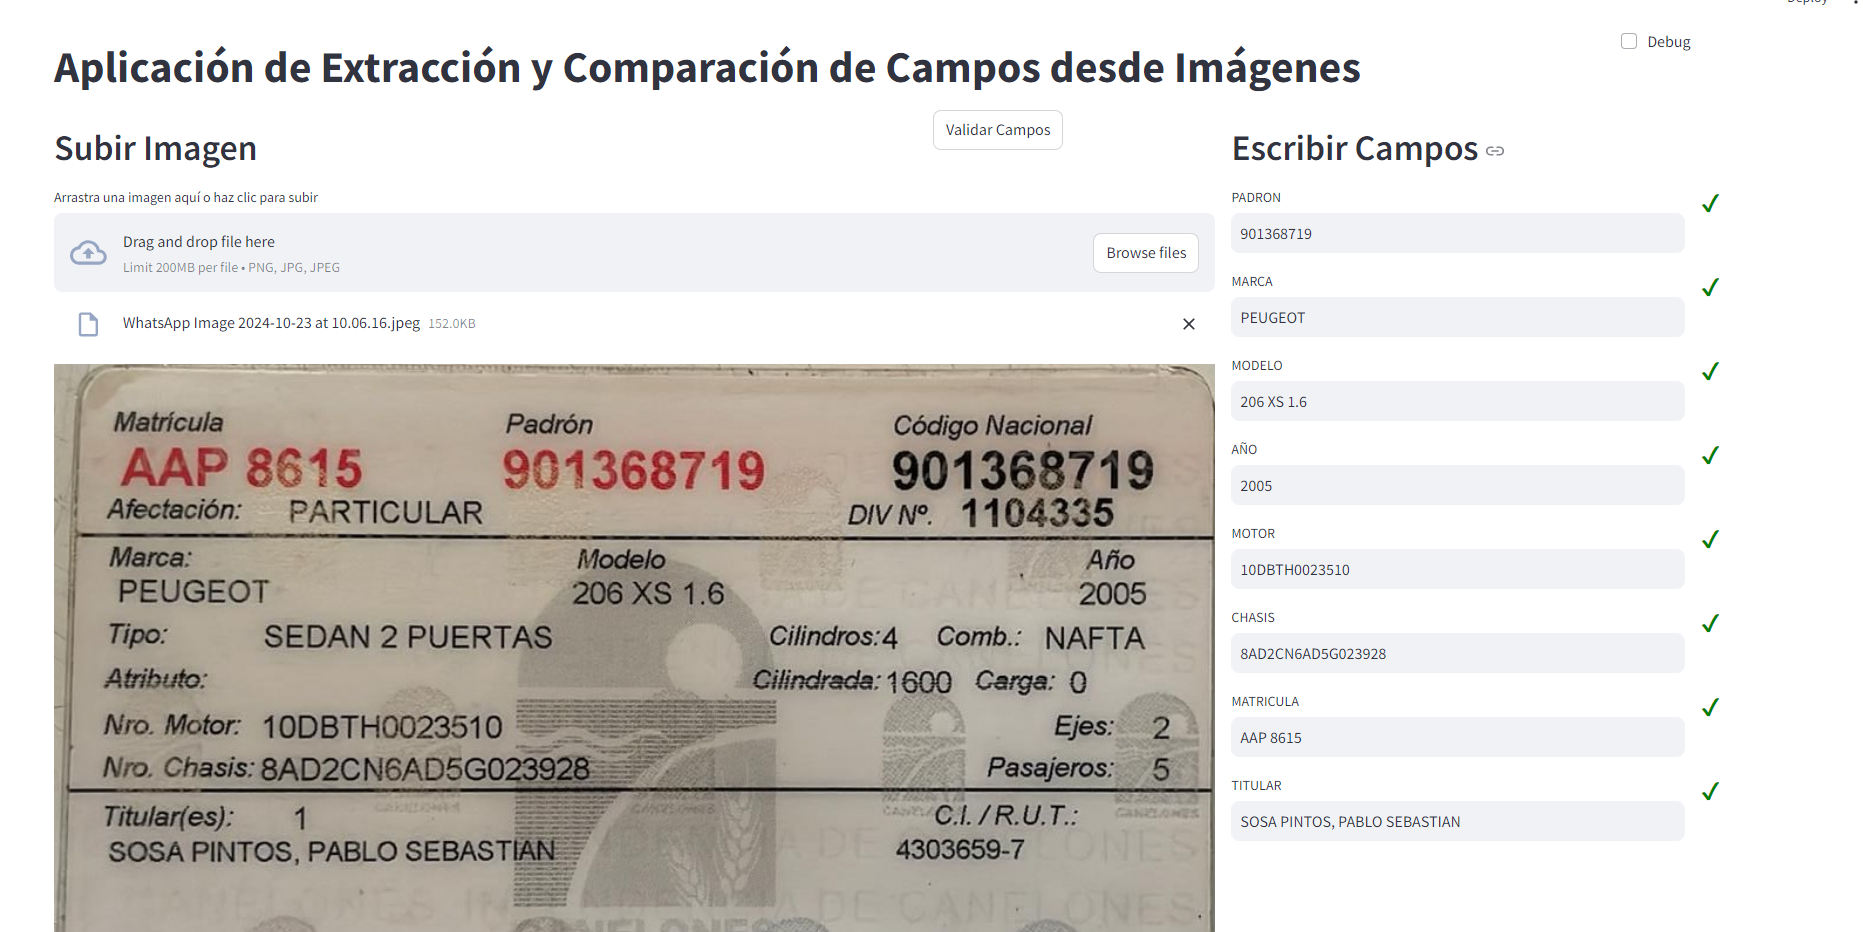 Deploy
Debug
Aplicación de Extracción y Comparación de Campos desde Imágenes
Validar Campos
Subir Imagen
Arrastra una imagen aquí o haz clic para subir
Drag and drop file here
Limit 200MB per file • PNG, JPG, JPEG
Browse files
WhatsApp Image 2024-10-23 at 10.06.16.jpeg 152.0KB
Matrícula Padrón Código Nacional
AAP 8615 901368719 901368719
Afectación: PARTICULAR DIV Nº. 1104335
Marca: Modelo Año
PEUGEOT 206 XS 1.6 2005
Tipo: SEDAN 2 PUERTAS Cilindros:4 Comb.: NAFTA
Atributo: Cilindrada: 1600 Carga: 0
Nro. Motor: 10DBTH0023510 Ejes: 2
Nro. Chasis: 8AD2CN6AD5G023928 Pasajeros: 5
Titular(es): 1 C.I./R.U.T.:
SOSA PINTOS, PABLO SEBASTIAN 4303659-7
CANELONES
DE CANELONES
CANELONES
Escribir Campos
PADRON
901368719
MARCA
PEUGEOT
MODELO
206 XS 1.6
AÑO
2005
MOTOR
10DBTH0023510
CHASIS
8AD2CN6AD5G023928
MATRICULA
AAP 8615
TITULAR
SOSA PINTOS, PABLO SEBASTIAN